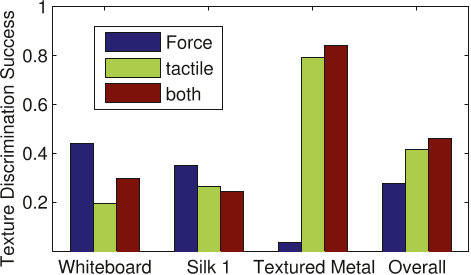 Texture Discrimination Success
1
0.8
0.6
0.4
0.2
Force
tactile
both
Whiteboard
Silk 1
Textured Metal
Overall